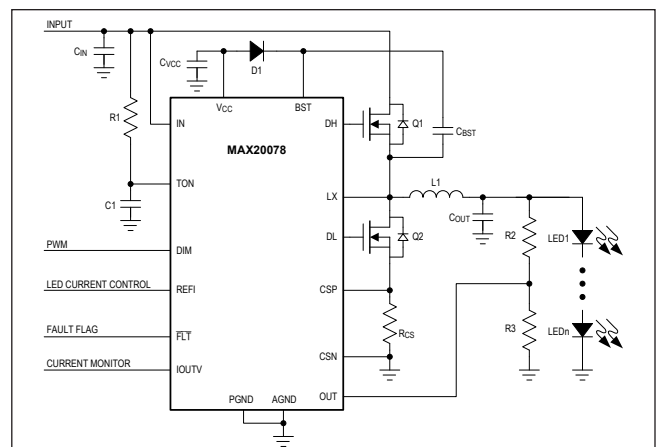 INPUT
CIN
CVCC
D1
R1
VCC
BST
IN
MAX20078
DH
Q1
CBST
TON
LX
L1
C1
COUT
PWM
DIM
DL
Q2
R2
LED1
LED CURRENT CONTROL
REFI
CSP
FAULT FLAG
FLT
RCS
R3
LEDn
CURRENT MONITOR
IOUTV
CSN
OUT
PGND
AGND